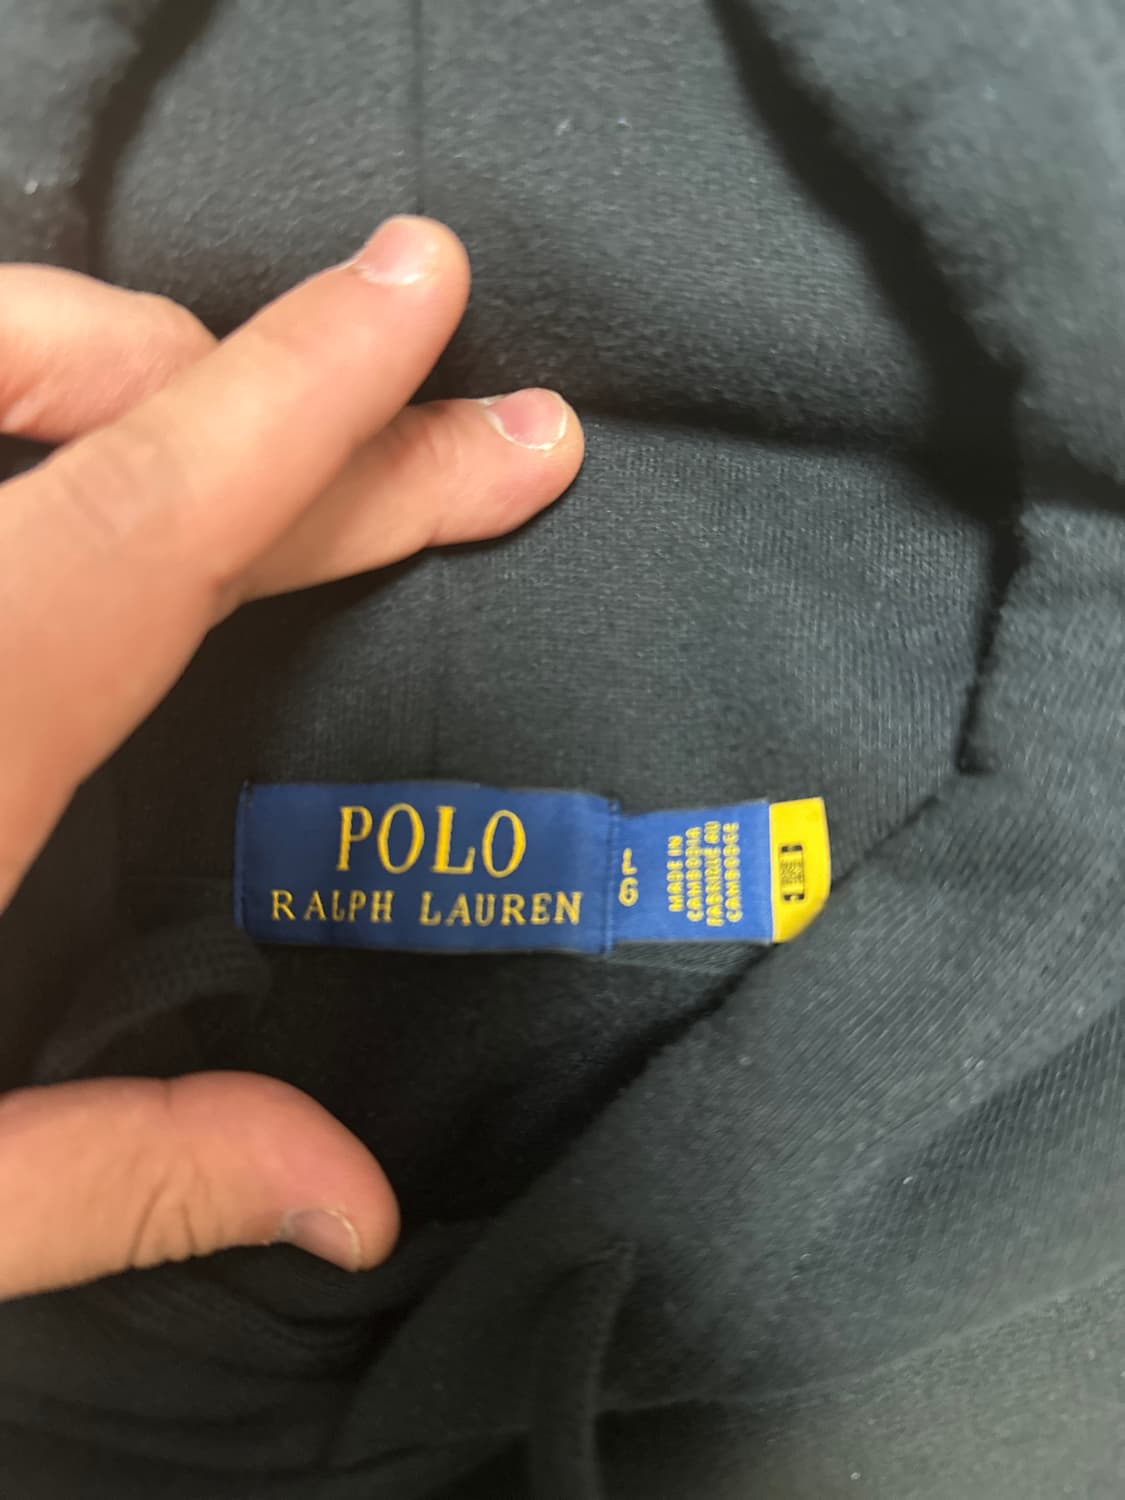 POLO
RALPH LAUREN
L
G
MADE IN
CAMBODIA
FABRIQUÉ AU
CAMBODGE